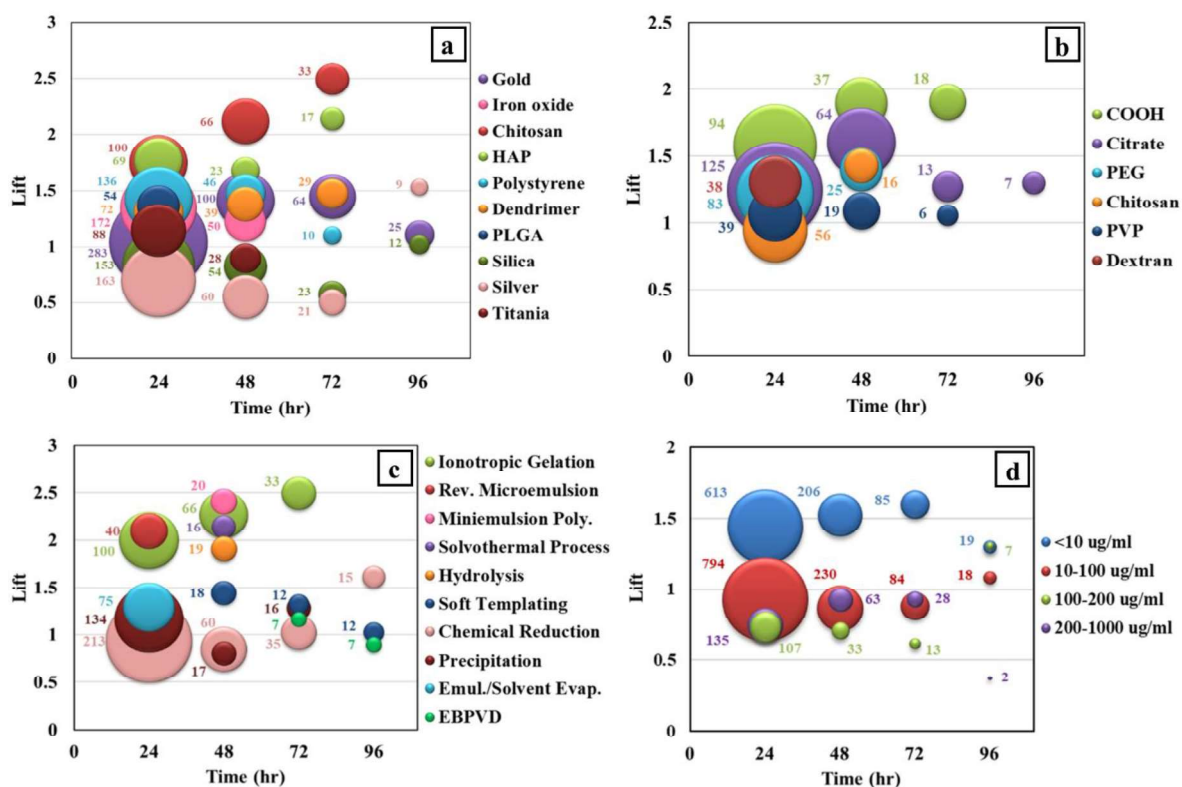 a
Lift
3
2.5
2
1.5
1
0.5
0
0 24 48 72 96
Time (hr)
100
69
136
54
72
172
88
283
153
163
66
23
46
100
39
50
28
54
60
33
17
29
64
10
23
21
9
25
12
Gold
Iron oxide
Chitosan
HAP
Polystyrene
Dendrimer
PLGA
Silica
Silver
Titania
b
Lift
2.5
2
1.5
1
0.5
0
0 24 48 72 96
Time (hr)
94
125
38
83
39
56
37
64
25
16
19
18
13
6
7
COOH
Citrate
PEG
Chitosan
PVP
Dextran
c
Lift
3
2.5
2
1.5
1
0.5
0
0 24 48 72 96
Time (hr)
40
100
75
134
213
20
66
16
19
18
60
17
33
12
16
7
35
15
12
7
Ionotropic Gelation
Rev. Microemulsion
Miniemulsion Poly.
Solvothermal Process
Hydrolysis
Soft Templating
Chemical Reduction
Precipitation
Emul./Solvent Evap.
EBPVD
d
Lift
2
1.5
1
0.5
0
0 24 48 72 96
Time (hr)
613
794
135
107
206
230
63
33
85
84
28
13
19
7
18
2
<10 ug/ml
10-100 ug/ml
100-200 ug/ml
200-1000 ug/ml